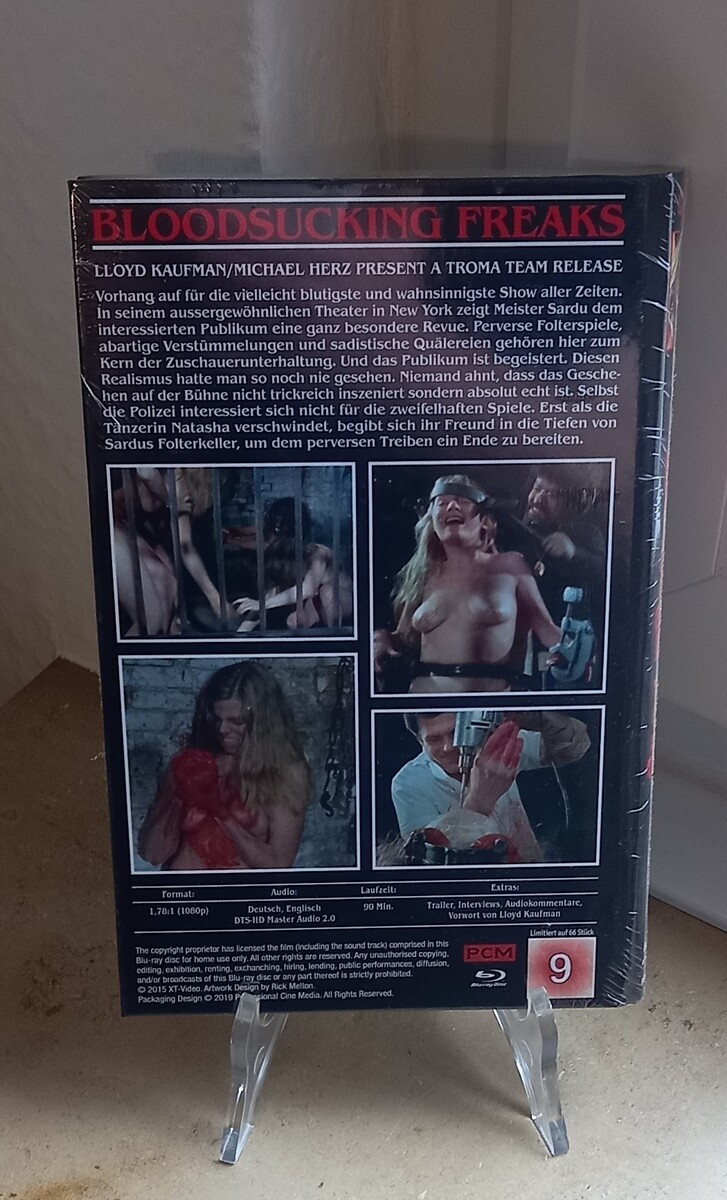 BLOODSUCKING FREAKS
LLOYD KAUFMAN/MICHAEL HERZ PRESENT A TROMA TEAM RELEASE
Vorhang auf für die vielleicht blutigste und wahnsinnigste Show aller Zeiten.
In seinem aussergewöhnlichen Theater in New York zeigt Meister Sardu dem
interessierten Publikum eine ganz besondere Revue. Perverse Folterspiele,
abartige Verstümmelungen und sadistische Quälereien gehören hier zum
Kern der Zuschauerunterhaltung. Und das Publikum ist begeistert. Diesen
Realismus hatte man so noch nie gesehen. Niemand ahnt, dass das Gesche-
hen auf der Bühne nicht trickreich inszeniert sondern absolut echt ist. Selbst
die Polizei interessiert sich nicht für die zweifelhaften Spiele. Erst als die
Tänzerin Natasha verschwindet, begibt sich ihr Freund in die Tiefen von
Sardus Folterkeller, um dem perversen Treiben ein Ende zu bereiten.
Format: Audio: Laufzeit: Extras:
1,78:1 (1080p) Deutsch, Englisch 90 Min. Trailer, Interviews, Audiokommentare,
DTS-HD Master Audio 2.0 Vorwort von Lloyd Kaufman
The copyright proprietor has licensed the film (including the sound track) comprised in this
Blu-ray disc for home use only. All other rights are reserved. Any unauthorised copying,
editing, exhibition, renting, exchanching, hiring, lending, public performances, diffusion,
and/or broadcasts of this Blu-ray disc or any part thereof is strictly prohibited.
© 2015 XT-Video. Artwork Design by Rick Melton.
Packaging Design © 2019 Cine Media. All Rights Reserved.
PCM
Blu-ray Disc
Limitiert auf 66 Stück
9